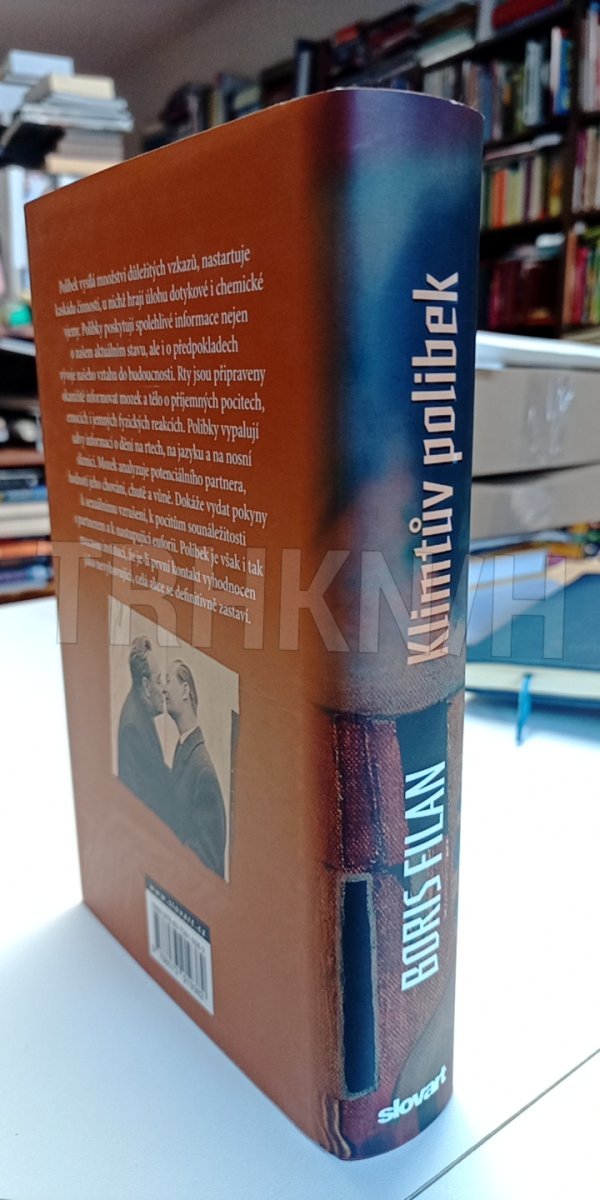 Polibek vysílá množství důležitých vzkazů, nastartuje
kaskádu činností, u nichž hrají úlohu dotykové i chemické
vjemy. Polibky poskytují spolehlivé informace nejen
o našem aktuálním stavu, ale i o předpokladech
vývoje našeho vztahu do budoucnosti. Rty jsou připraveny
okamžitě informovat mozek a tělo o příjemných pocitech,
emocích i jemných fyzických reakcích. Polibky vypalují
salvy informací o dění na rtech, na jazyku a na nosní
sliznici. Mozek analyzuje potenciálního partnera,
hodnotí jeho chování, chutě a vůně. Dokáže vydat pokyny
k sexuálnímu vzrušení, k pocitům sounáležitosti
s partnerem a k nastupující euforii. Polibek je však i tak
že je-li první kontakt vyhodnocen
jako nevyhovující, celá akce se definitivně zastaví.
www.slovart.cz
Klimtův polibek
BORIS FILAN
slovart
TRHKNIH